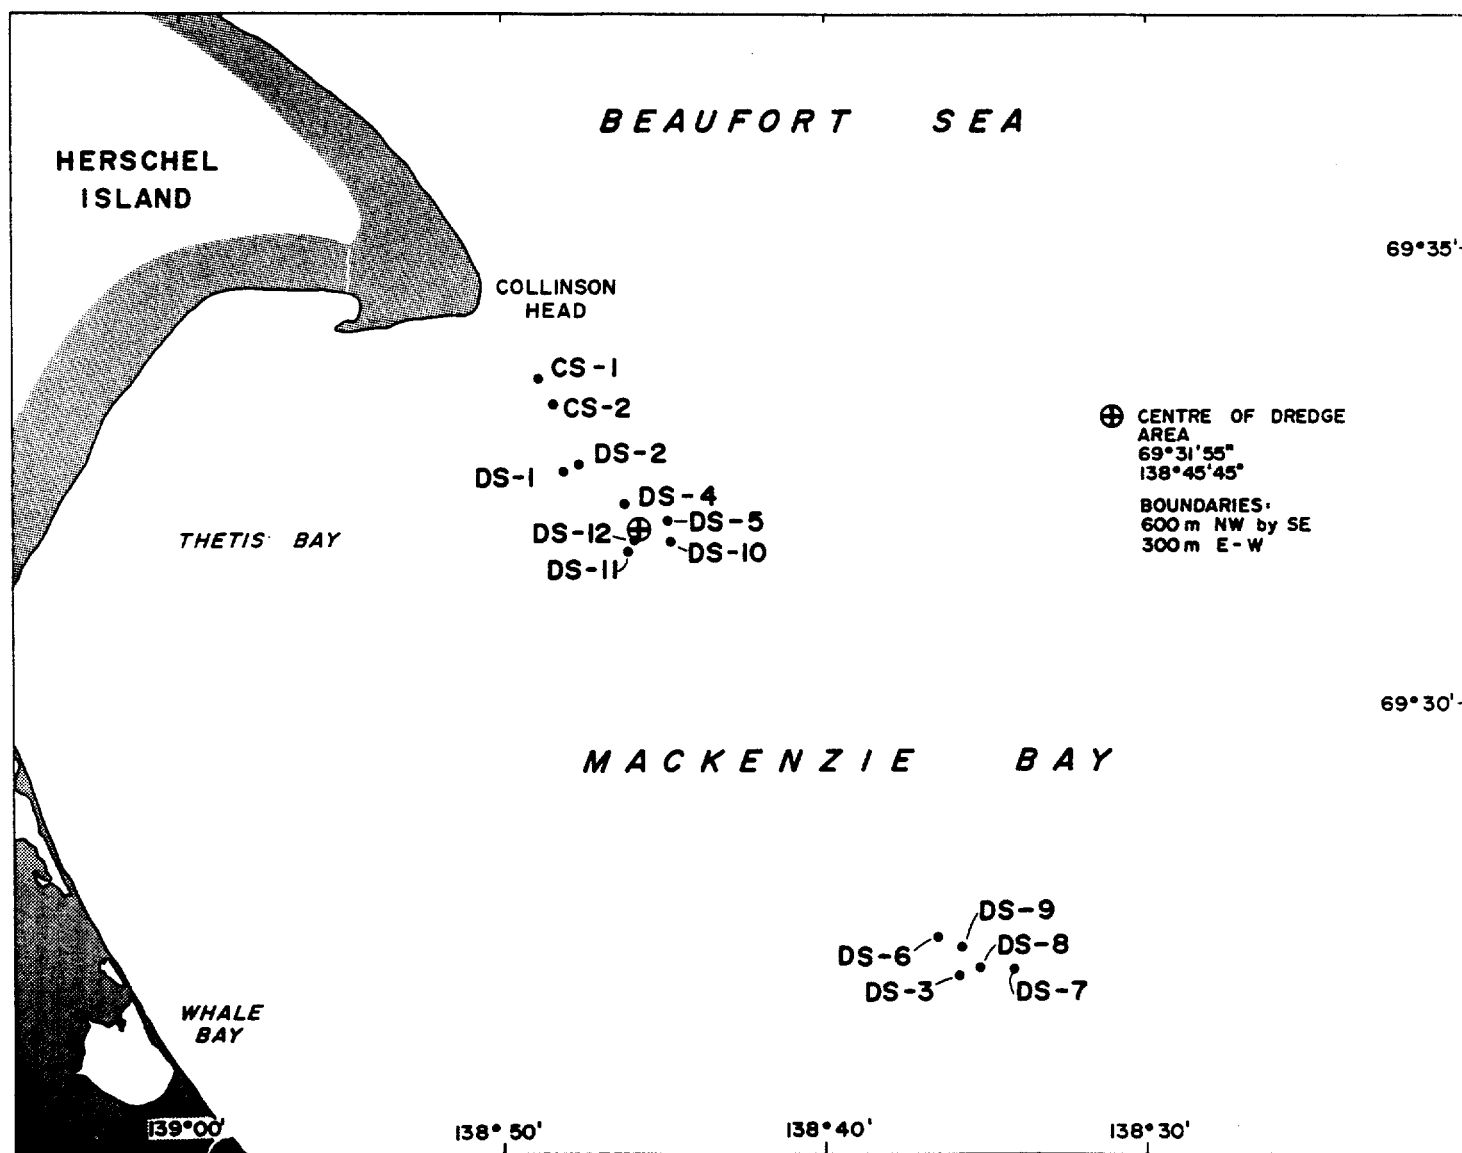 BEAUFORT SEA
HERSCHEL
ISLAND
69°35'
COLLINSON
HEAD
CS-1
CS-2
DS-2
DS-1
DS-4
DS-5
DS-12
DS-10
DS-11
THETIS BAY
CENTRE OF DREDGE
AREA
69°31'55"
138°45'45"
BOUNDARIES:
600m NW by SE
300m E-W
69°30'
MACKENZIE BAY
DS-9
DS-8
DS-6
DS-3
DS-7
WHALE
BAY
139°00'
138°50'
138°40'
138°30'